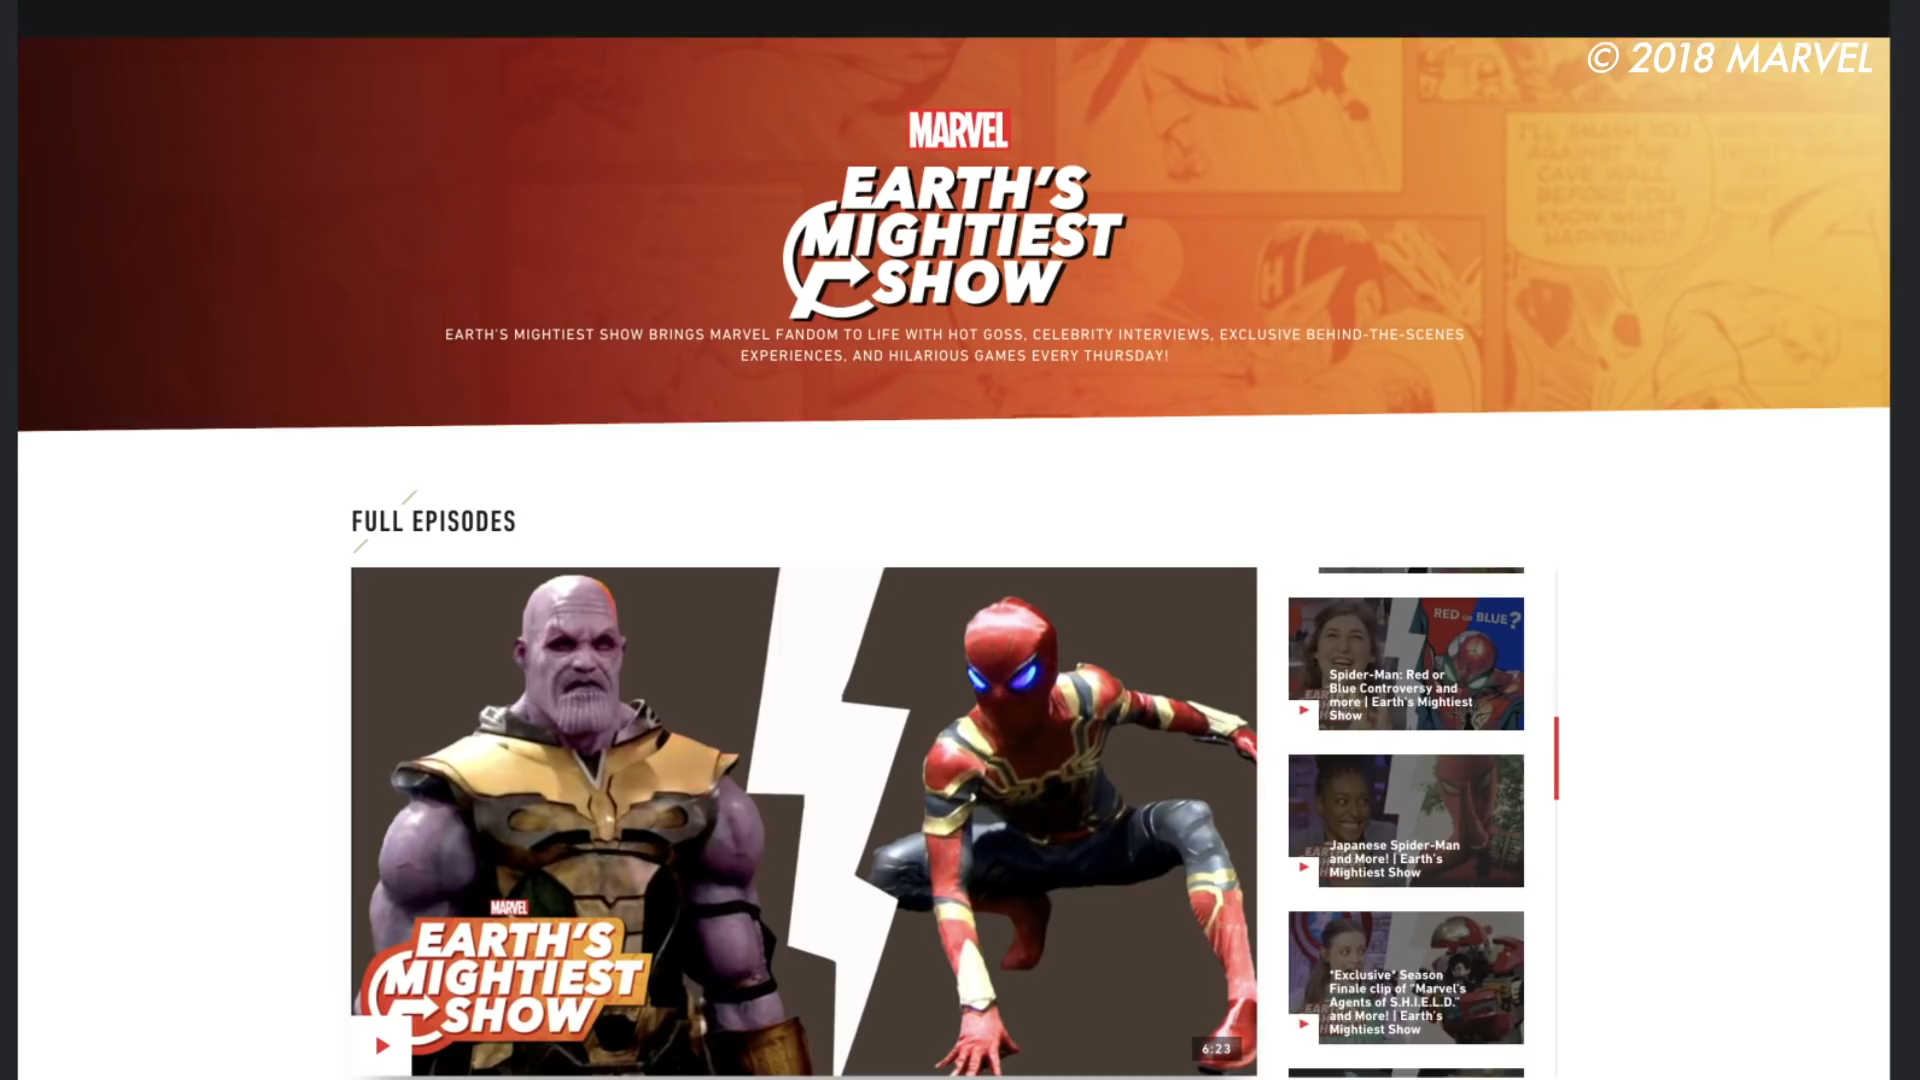 © 2018 MARVEL
MARVEL
EARTH'S
MIGHTIEST
SHOW
EARTH'S MIGHTIEST SHOW BRINGS MARVEL FANDOM TO LIFE WITH HOT GOSS, CELEBRITY INTERVIEWS, EXCLUSIVE BEHIND-THE-SCENES
EXPERIENCES, AND HILARIOUS GAMES EVERY THURSDAY!
FULL EPISODES
MARVEL
EARTH'S
MIGHTIEST
SHOW
6:23
RED OR BLUE?
Spider-Man: Red or
Blue Controversy and
more | Earth's Mightiest
Show
Japanese Spider-Man
and More! | Earth's
Mightiest Show
*Exclusive* Season
Finale clip of "Marvel's
Agents of S.H.I.E.L.D."
and More! | Earth's
Mightiest Show